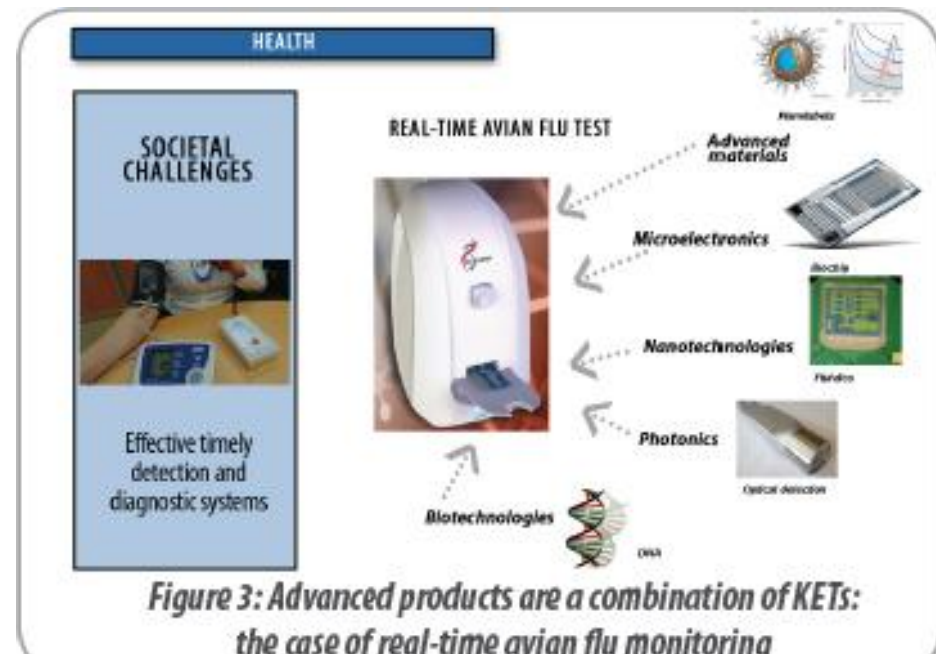 HEALTH
SOCIETAL
CHALLENGES
Effective timely
detection and
diagnostic systems
REAL-TIME AVIAN FLU TEST
Advanced
materials
Microelectronics
Biochip
Nanotechnologies
Fluidics
Photonics
Optical detection
Biotechnologies
DNA
Figure 3: Advanced products are a combination of KETs:
the case of real-time avian flu monitoring